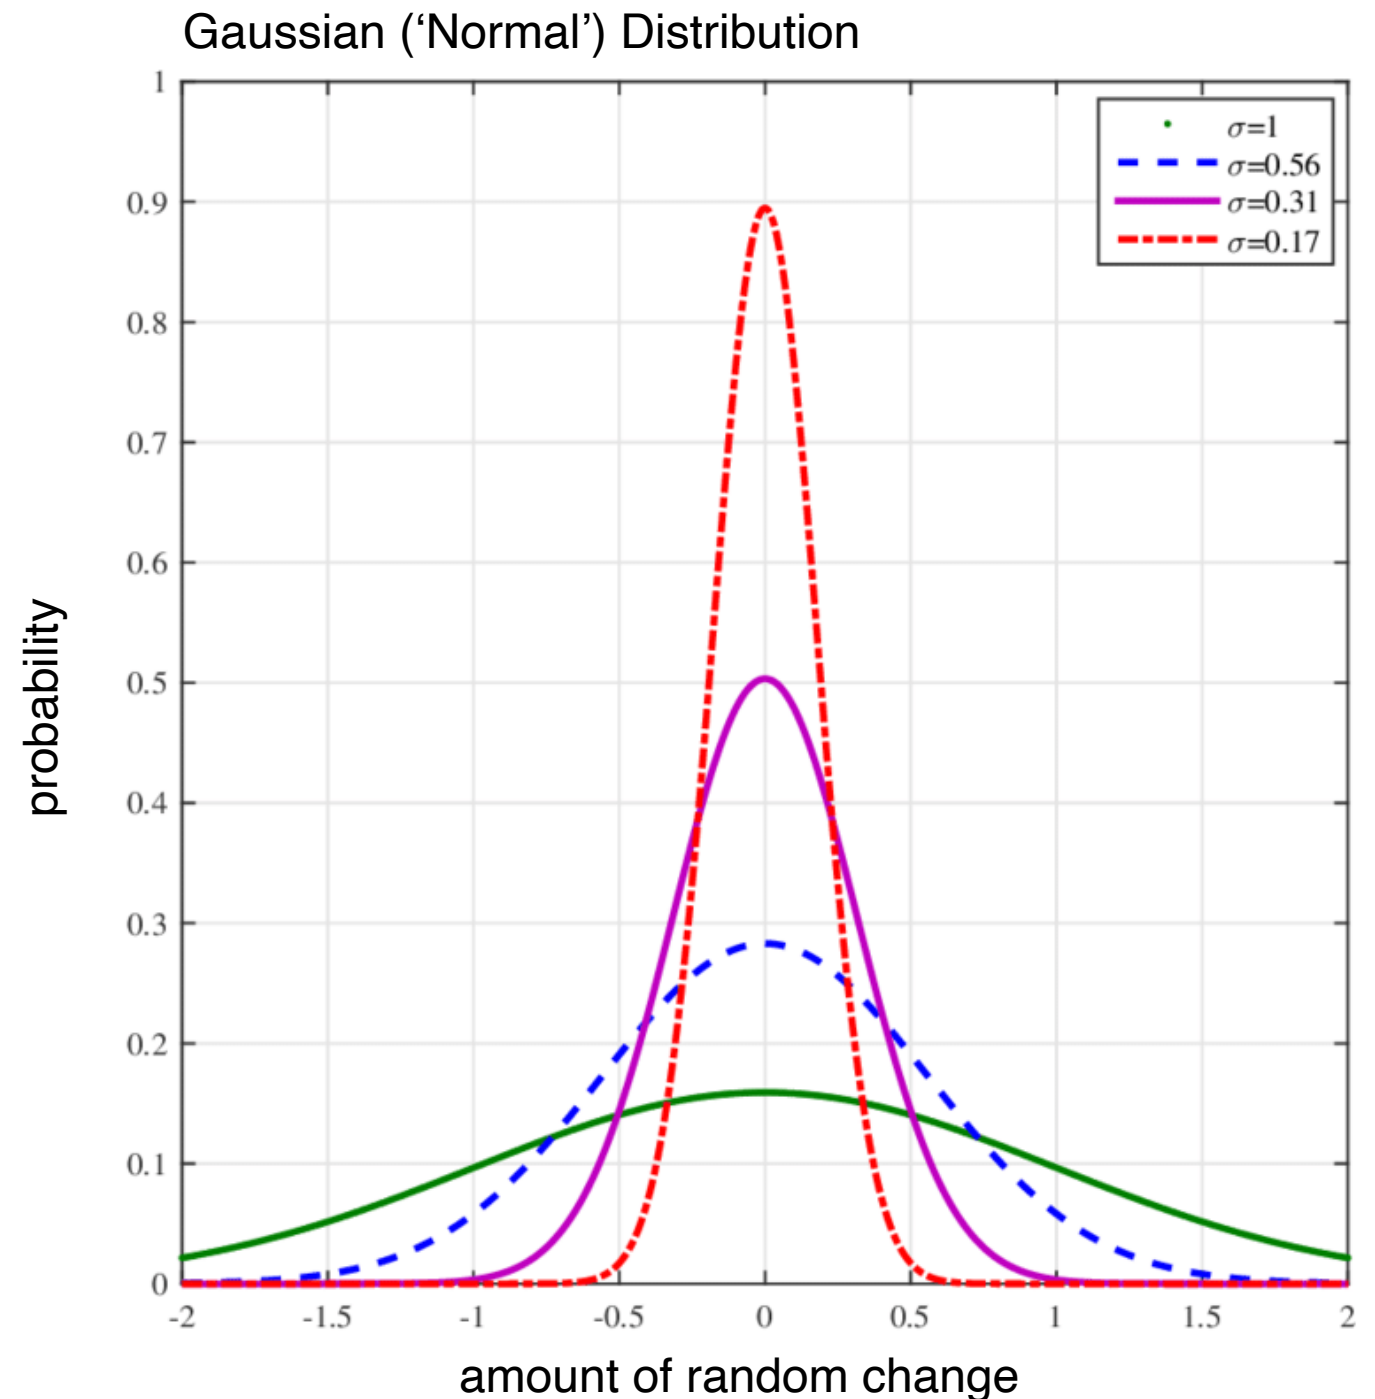 Gaussian (‘Normal’) Distribution
1
0.9
0.8
0.7
0.6
0.5
0.4
0.3
0.2
0.1
0
probability
-2 -1.5 -1 -0.5 0 0.5 1 1.5 2
amount of random change
σ=1
σ=0.56
σ=0.31
σ=0.17